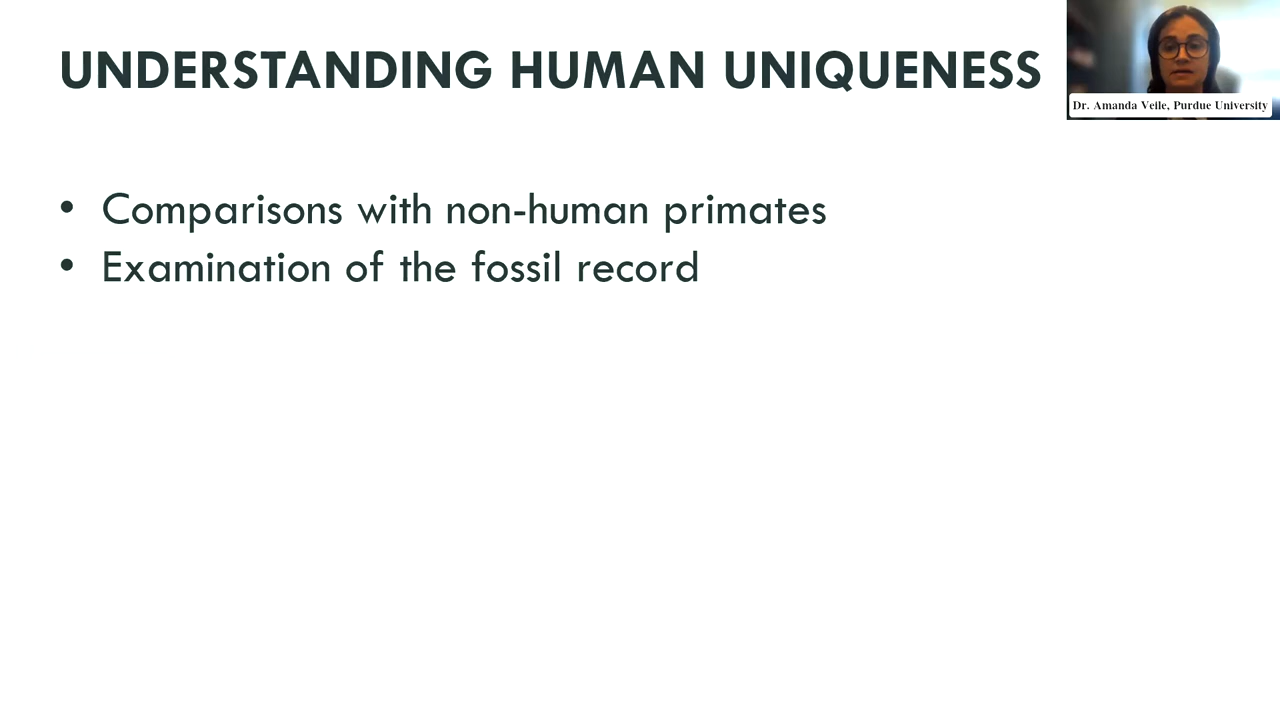 UNDERSTANDING HUMAN UNIQUENESS
Dr. Amanda Veile, Purdue University
• Comparisons with non-human primates
• Examination of the fossil record